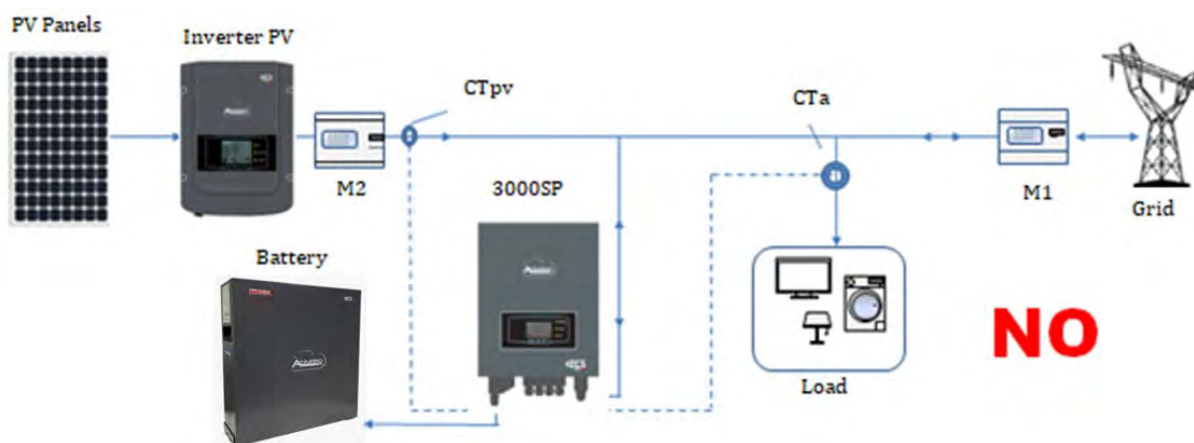 PV Panels
Inverter PV
CTpv
CTa
M2
3000SP
M1
Grid
Battery
a
Load
NO